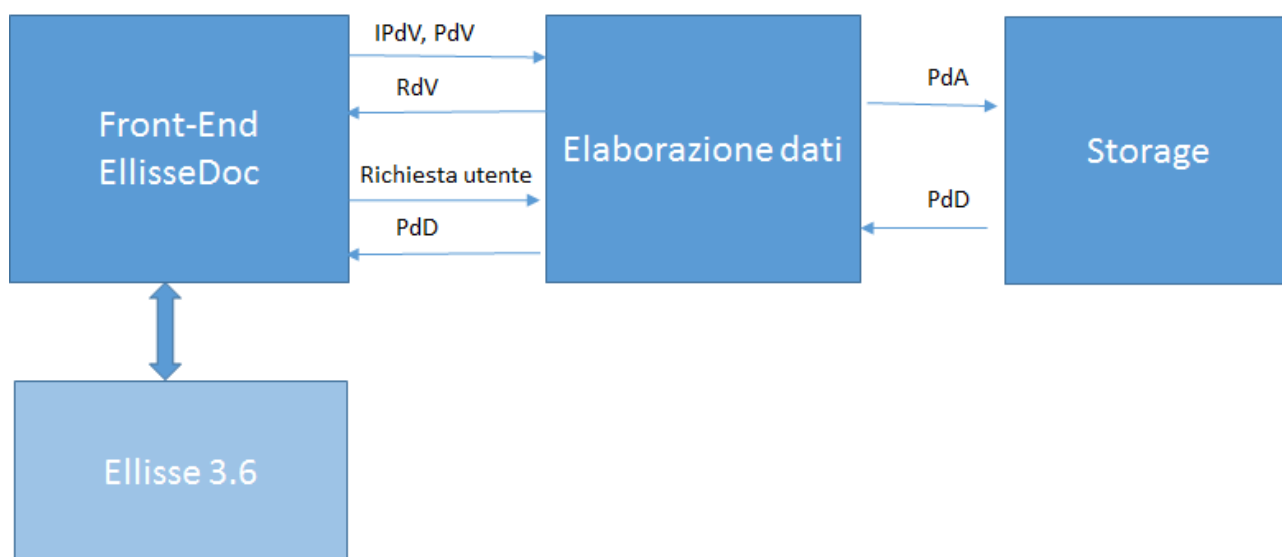 IPdV, PdV
RdV
Front-End
EllisseDoc
Richiesta utente
PdD
Elaborazione dati
PdA
PdD
Storage
Ellisse 3.6